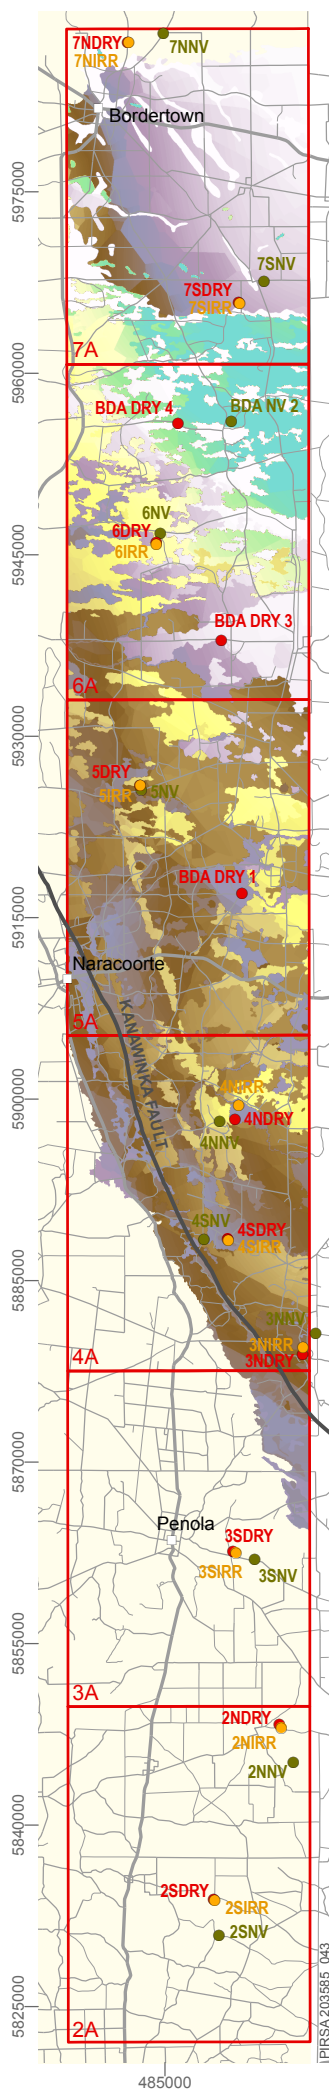 7NDRY
7NIRR
7NNV
Bordertown
5975000
7SNV
7SDRY
7SIRR
7A
5960000
BDA DRY 4
BDA NV 2
5945000
6NV
6DRY
6IRR
BDA DRY 3
6A
5930000
5DRY
5IRR
5NV
BDA DRY 1
5915000
Naracoorte
KANAWINKA FAULT
5A
5900000
4NIRR
4NDRY
4NNV
4SNV
4SDRY
4SIRR
5885000
3NNV
3NIRR
3NDRY
4A
5870000
Penola
3SDRY
3SIRR
3SNV
5855000
3A
2NDRY
2NIRR
2NNV
5840000
2SDRY
2SIRR
2SNV
5825000
2A
PIRSA 203585_043
485000